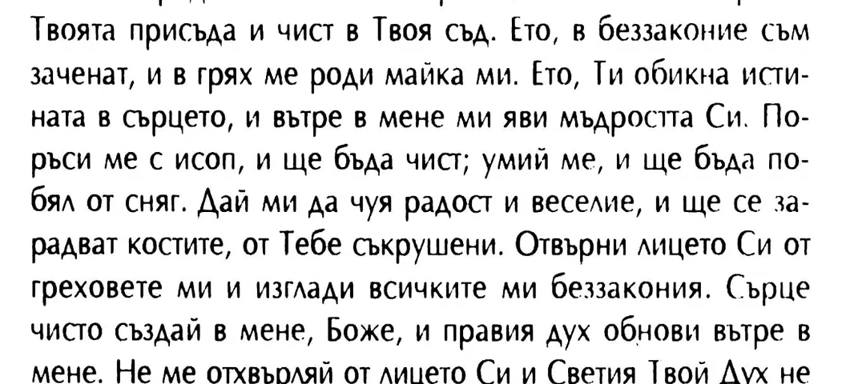 Твоята присъда и чист в Твоя съд. Ето, в беззаконие съм
заченат, и в грях ме роди майка ми. Ето, Ти обикна исти-
ната в сърцето, и вътре в мене ми яви мъдростта Си. По-
ръси ме с исоп, и ще бъда чист; умий ме, и ще бъда по-
бял от сняг. Дай ми да чуя радост и веселие, и ще се за-
радват костите, от Тебе съкрушени. Отвърни лицето Си от
греховете ми и изглади всичките ми беззакония. Сърце
чисто създай в мене, Боже, и правия дух обнови вътре в
мене. Не ме отхвърляй от лицето Си и Светия Твой Дух не